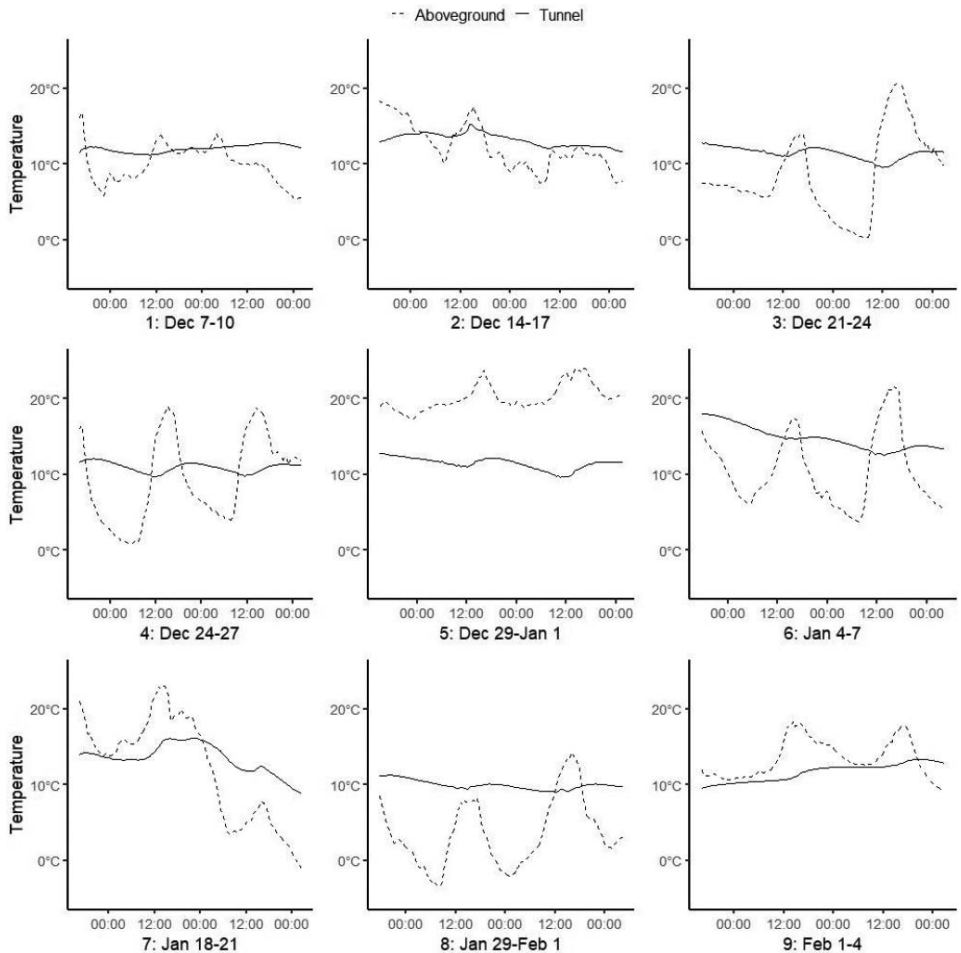 Aboveground Tunnel
Temperature
20°C
10°C
0°C
00:00 12:00 00:00 12:00 00:00
1: Dec 7-10
20°C
10°C
0°C
00:00 12:00 00:00 12:00 00:00
2: Dec 14-17
20°C
10°C
0°C
00:00 12:00 00:00 12:00 00:00
3: Dec 21-24
Temperature
20°C
10°C
0°C
00:00 12:00 00:00 12:00 00:00
4: Dec 24-27
20°C
10°C
0°C
00:00 12:00 00:00 12:00 00:00
5: Dec 29-Jan 1
20°C
10°C
0°C
00:00 12:00 00:00 12:00 00:00
6: Jan 4-7
Temperature
20°C
10°C
0°C
00:00 12:00 00:00 12:00 00:00
7: Jan 18-21
20°C
10°C
0°C
00:00 12:00 00:00 12:00 00:00
8: Jan 29-Feb 1
20°C
10°C
0°C
00:00 12:00 00:00 12:00 00:00
9: Feb 1-4